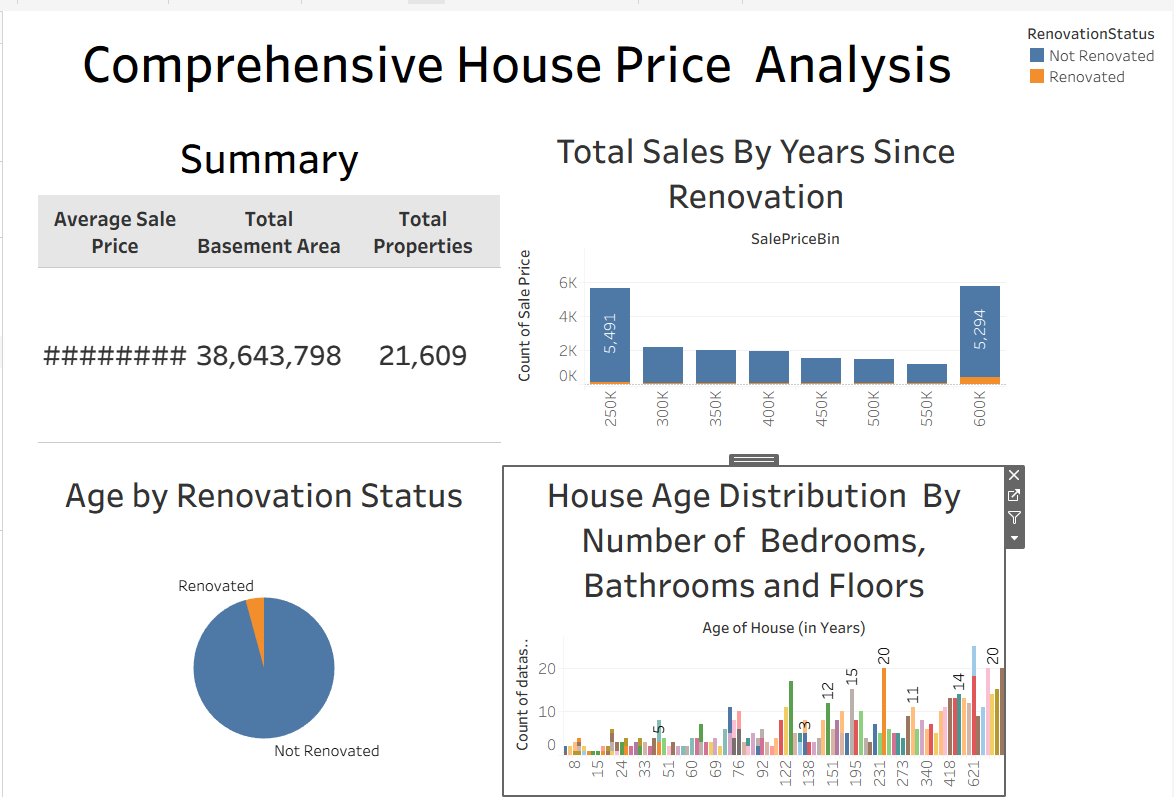 Comprehensive House Price Analysis
RenovationStatus
Not Renovated
Renovated
Summary
Average Sale Price
Total Basement Area
Total Properties
######## 38,643,798 21,609
Total Sales By Years Since
Renovation
SalePriceBin
Count of Sale Price
6K
4K
2K
0K
5,491
5,294
250K 300K 350K 400K 450K 500K 550K 600K
Age by Renovation Status
Renovated
Not Renovated
House Age Distribution By
Number of Bedrooms,
Bathrooms and Floors
Age of House (in Years)
Count of datas..
20
10
0
5 3 12 15 20 11 14 20
8 15 24 33 51 60 69 76 92 122 138 151 195 231 273 340 418 621